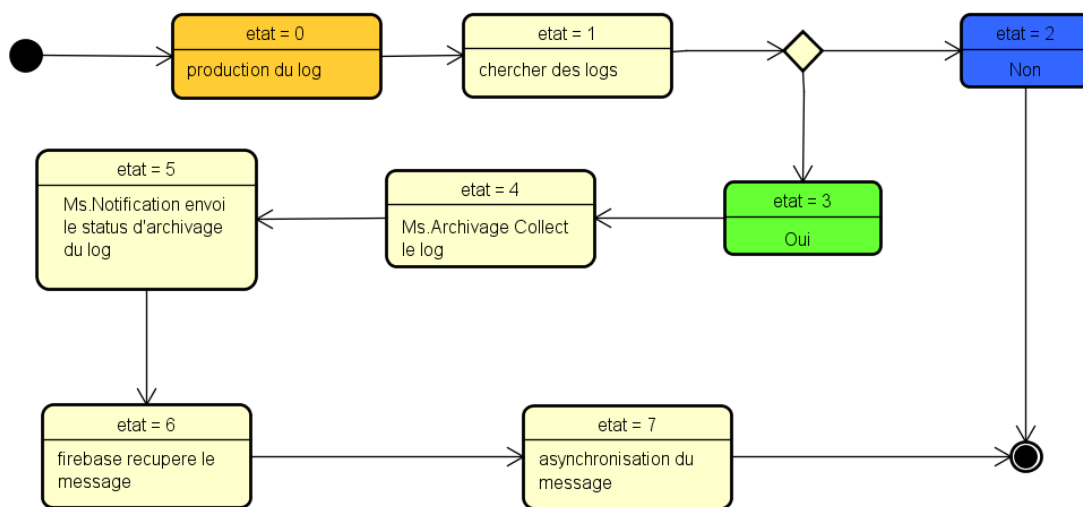 etat = 0
production du log
etat = 1
chercher des logs
etat = 2
Non
etat = 3
Oui
etat = 4
Ms.Archivage Collect
le log
etat = 5
Ms.Notification envoi
le status d'archivage
du log
etat = 6
firebase recupere le
message
etat = 7
asynchronisation du
message